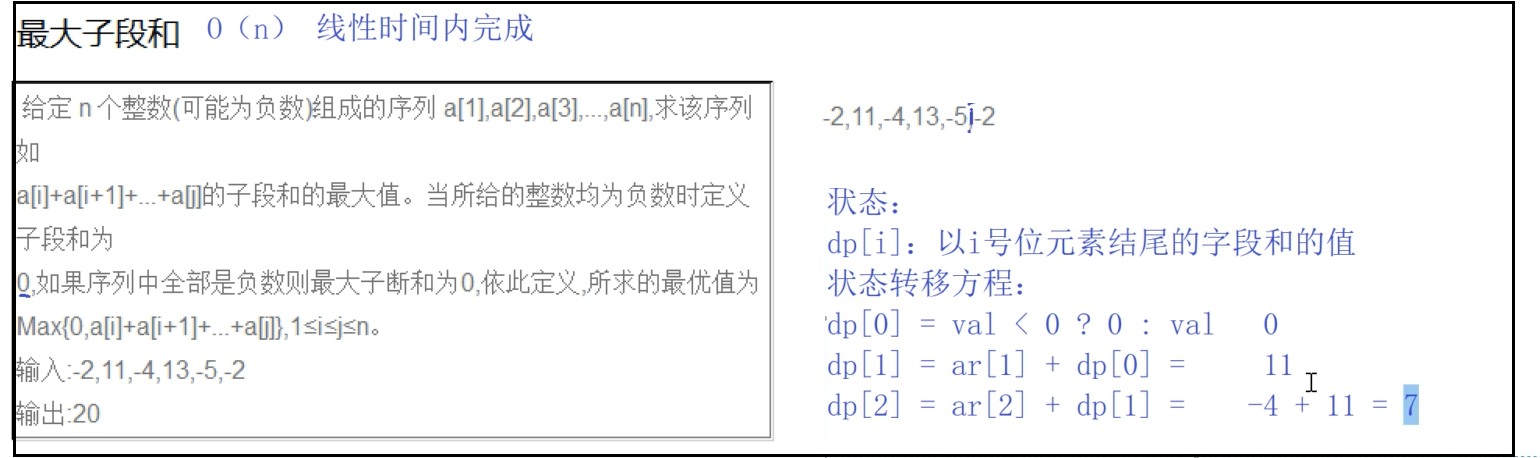 最大子段和 O（n） 线性时间内完成
给定 n 个整数(可能为负数)组成的序列 a[1],a[2],a[3],...,a[n],求该序列
如
a[i]+a[i+1]+...+a[j]的子段和的最大值。当所给的整数均为负数时定义
子段和为
0,如果序列中全部是负数则最大子断和为0,依此定义,所求的最优值为
Max{0,a[i]+a[i+1]+...+a[j]},1≤i≤j≤n。
输入:-2,11,-4,13,-5,-2
输出:20
-2,11,-4,13,-5,-2
状态：
dp[i]：以i号位元素结尾的字段和的值
状态转移方程：
dp[0] = val < 0 ? 0 : val 0
dp[1] = ar[1] + dp[0] = 11
dp[2] = ar[2] + dp[1] = -4 + 11 = 7